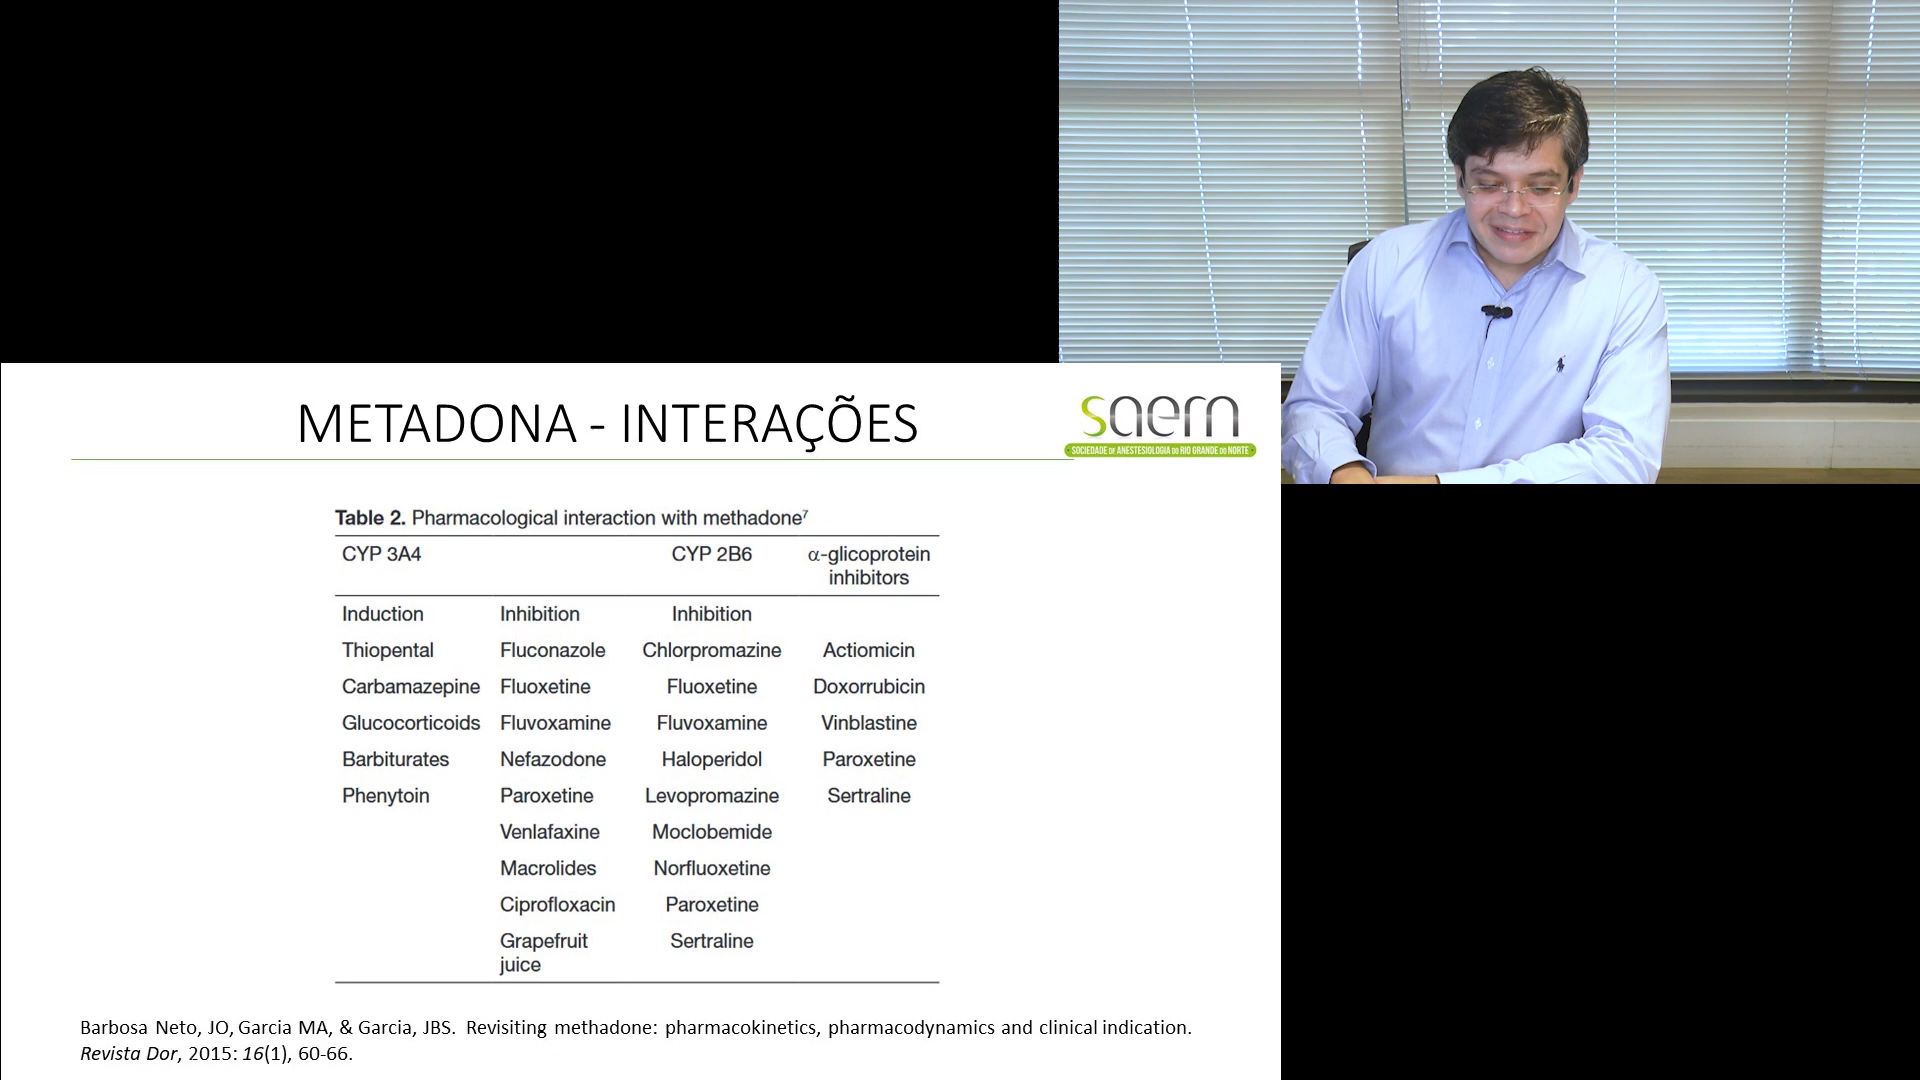 METADONA - INTERAÇÕES
saern
SOCIEDADE DE ANESTESIOLOGIA DO RIO GRANDE DO NORTE
Table 2. Pharmacological interaction with methadone7
CYP 3A4 CYP 2B6 α-glicoprotein
inhibitors
Induction Inhibition Inhibition
Thiopental Fluconazole Chlorpromazine Actiomicin
Carbamazepine Fluoxetine Fluoxetine Doxorrubicin
Glucocorticoids Fluvoxamine Fluvoxamine Vinblastine
Barbiturates Nefazodone Haloperidol Paroxetine
Phenytoin Paroxetine Levopromazine Sertraline
Venlafaxine Moclobemide
Macrolides Norfluoxetine
Ciprofloxacin Paroxetine
Grapefruit Sertraline
juice
Barbosa Neto, JO, Garcia MA, & Garcia, JBS. Revisiting methadone: pharmacokinetics, pharmacodynamics and clinical indication.
Revista Dor, 2015: 16(1), 60-66.